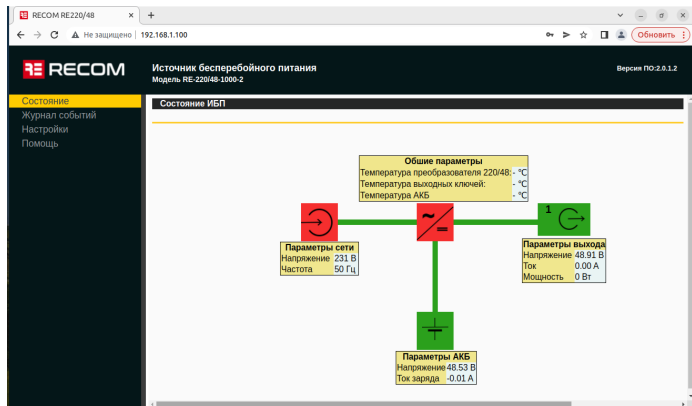 RECOM RE220/48
Не защищено
192.168.1.100
Обновить
RE RECOM
Источник бесперебойного питания
Модель RE-220/48-1000-2
Версия ПО:2.0.1.2
Состояние
Журнал событий
Настройки
Помощь
Состояние ИБП
Общие параметры
Температура преобразователя 220/48: - °C
Температура выходных ключей: - °C
Температура АКБ - °C
1
Параметры сети
Напряжение 231 В
Частота 50 Гц
Параметры выхода
Напряжение 48.91 В
Ток 0.00 А
Мощность 0 Вт
Параметры АКБ
Напряжение 48.53 В
Ток заряда -0.01 А